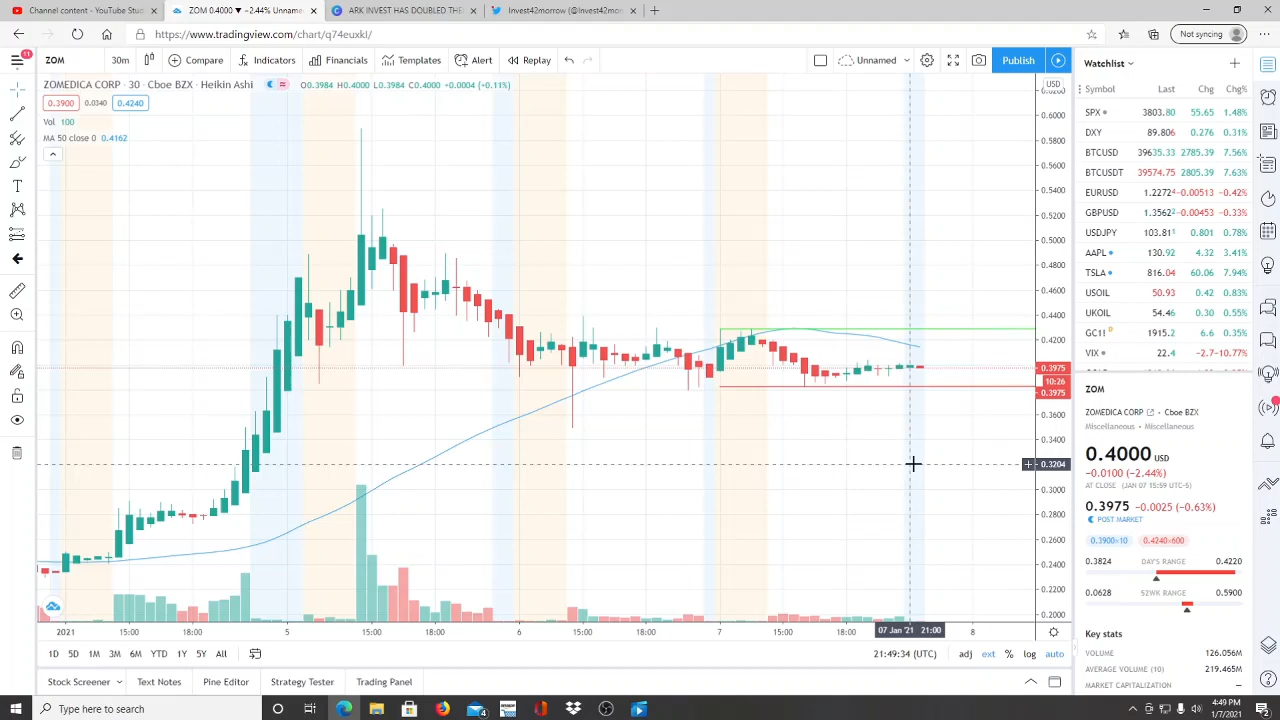 Channel content - YouTube Studio
ZOM 0.4000 ▼ −2.44% Unnamed
ARK INVEST HAS DOUBLED THE
Invest4morrow (@invest2morrow)
https://www.tradingview.com/chart/q74euxkI/
Not syncing
11
ZOM
30m
Compare
Indicators
Financials
Templates
Alert
Replay
Unnamed
Publish
ZOMEDICA CORP · 30 · Cboe BZX · Heikin Ashi
O0.3984 H0.4000 L0.3984 C0.4000 +0.0004 (+0.11%)
0.3900 0.0340 0.4240
Vol 100
MA 50 close 0 0.4162
USD
0.6000
0.5800
0.5600
0.5400
0.5200
0.5000
0.4800
0.4600
0.4400
0.4200
0.3975
10:26
0.3975
0.3600
0.3400
0.3204
0.3000
0.2800
0.2600
0.2400
0.2200
0.2000
2021 15:00 18:00 5 15:00 18:00 6 15:00 18:00 7 15:00 18:00 07 Jan '21 21:00 8
1D 5D 1M 3M 6M YTD 1Y 5Y All
21:49:34 (UTC) adj ext % log auto
Stock Screener
Text Notes
Pine Editor
Strategy Tester
Trading Panel
Watchlist
Symbol Last Chg Chg%
SPX 3803.80 55.65 1.48%
DXY 89.806 0.276 0.31%
BTCUSD 39635.33 2785.39 7.56%
BTCUSDT 39574.75 2805.39 7.63%
EURUSD 1.22724 −0.00513 −0.42%
GBPUSD 1.35622 −0.00453 −0.33%
USDJPY 103.811 0.801 0.78%
AAPL 130.92 4.32 3.41%
TSLA 816.04 60.06 7.94%
USOIL 50.93 0.42 0.83%
UKOIL 54.46 0.30 0.55%
GC1! D 1915.2 6.6 0.35%
VIX 22.4 −2.7 −10.77%
ZOM
ZOMEDICA CORP · Cboe BZX
Miscellaneous · Miscellaneous
0.4000 USD
−0.0100 (−2.44%)
AT CLOSE (JAN 07 15:59 UTC-5)
0.3975 −0.0025 (−0.63%)
POST MARKET
0.3900×10 0.4240×600
0.3824 DAY'S RANGE 0.4220
0.0628 52WK RANGE 0.5900
Key stats
VOLUME 126.056M
AVERAGE VOLUME (10) 219.465M
MARKET CAPITALIZATION —
Type here to search
4
4:49 PM
1/7/2021
2